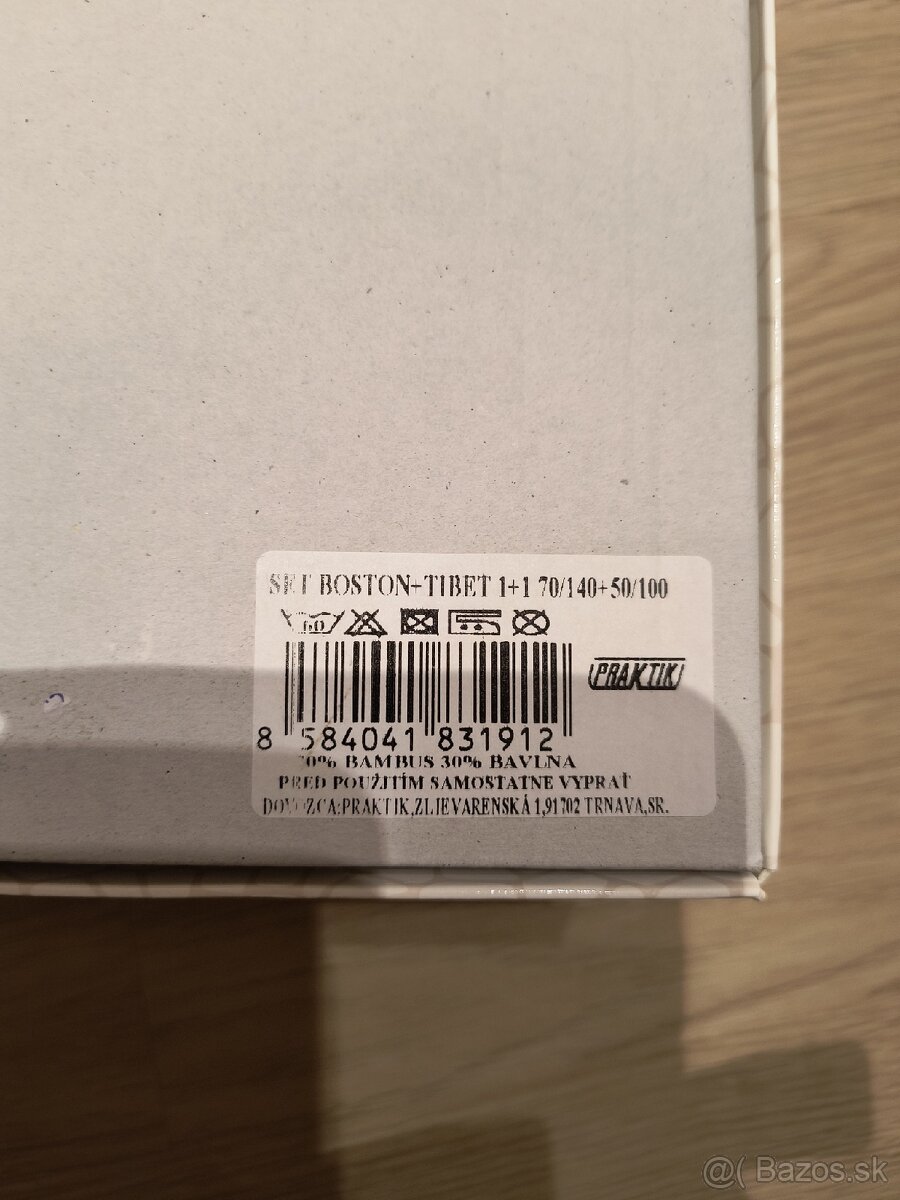 SET BOSTON+TIBET 1+1 70/140+50/100
60
PRAKTIK
8 584041 831912
70% BAMBUS 30% BAVLNA
PRED POUŽITÍM SAMOSTATNE VYPRAŤ
DOVOZCA:PRAKTIK,ZLIEVARENSKÁ 1,91702 TRNAVA,SR.
@( Bazos.sk